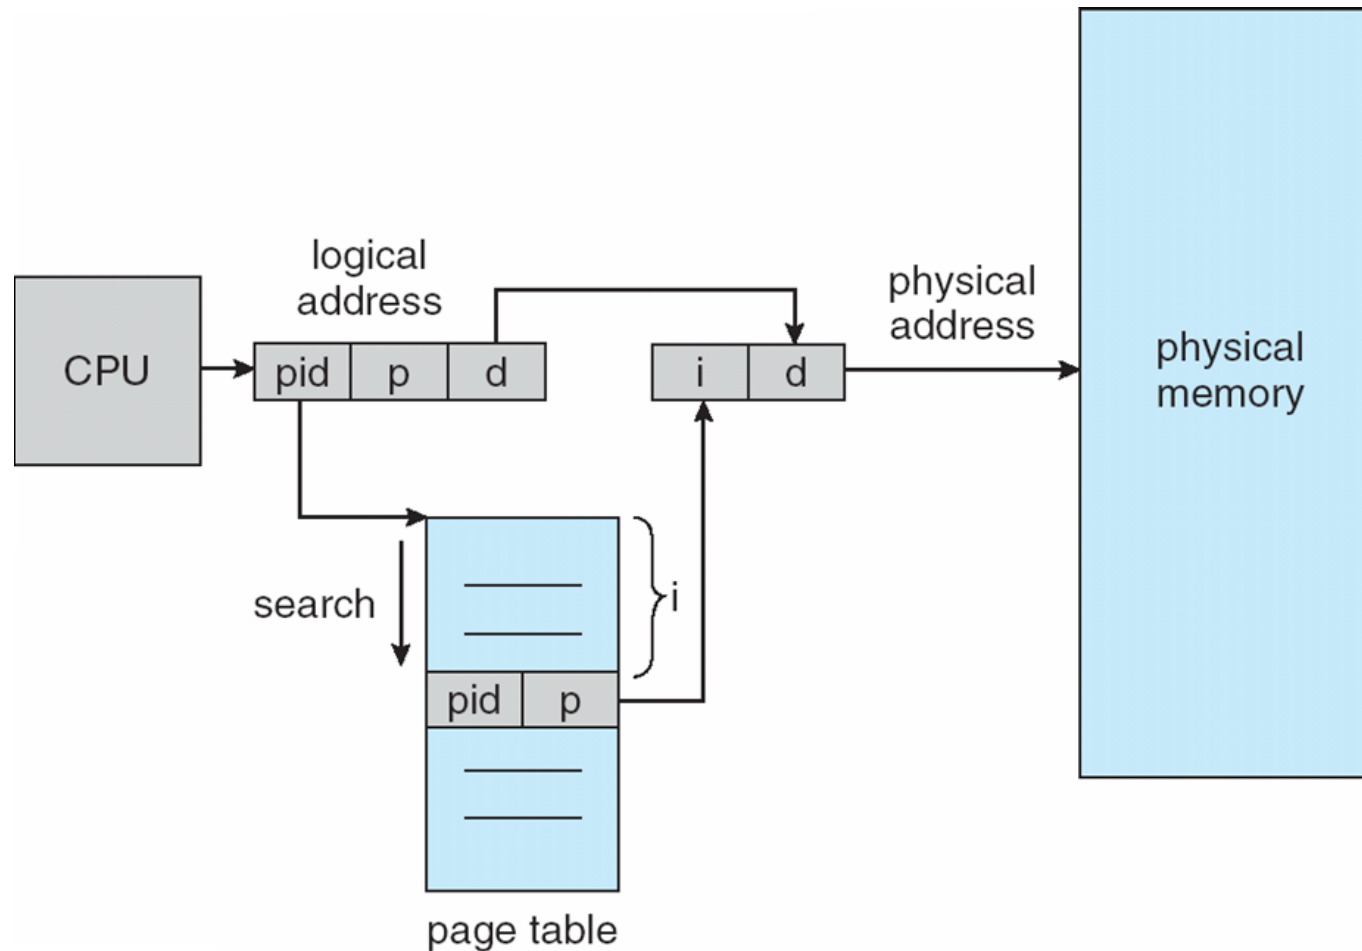 logical
address
physical
address
CPU
pid
p
d
i
d
physical
memory
search
i
pid
p
page table